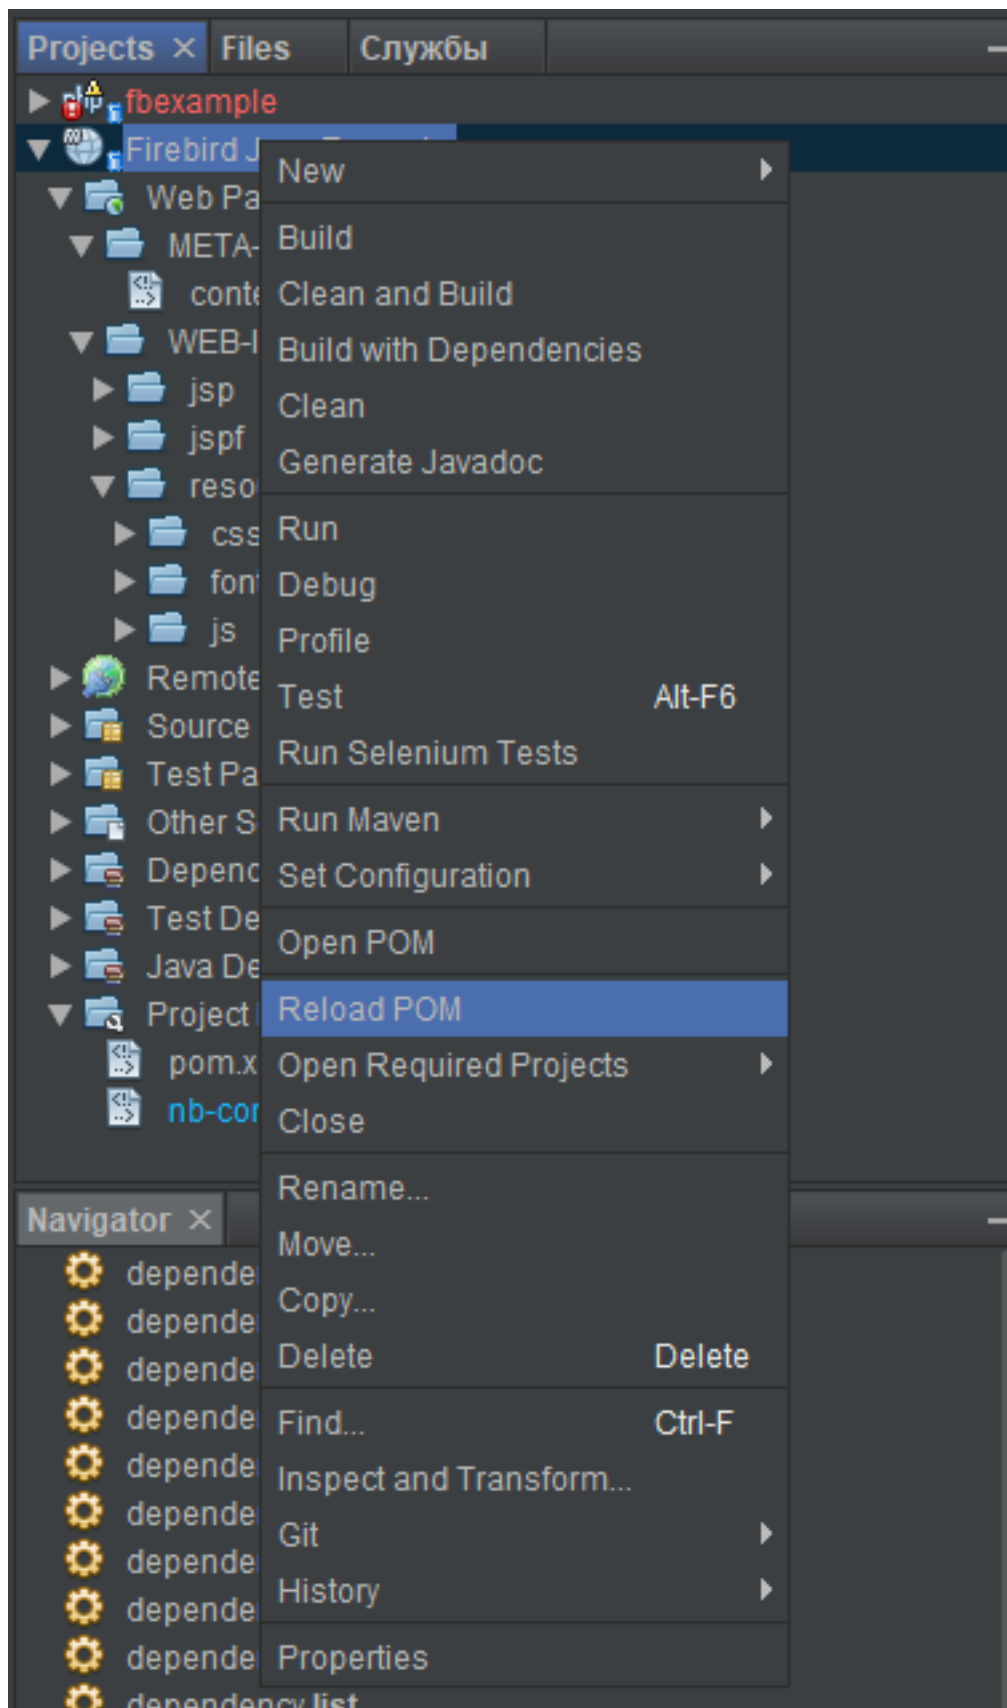 Projects Files Службы
fbexample
Firebird J
New
Web Pa
Build
META-
Clean and Build
conte
Build with Dependencies
WEB-I
Clean
jsp
Generate Javadoc
jspf
reso
Run
css
Debug
font
Profile
js
Test Alt-F6
Remote
Run Selenium Tests
Source
Test Pa
Run Maven
Other S
Set Configuration
Depend
Open POM
Test De
Java De
Reload POM
Project
Open Required Projects
pom.x
Close
nb-con
Rename...
Navigator
Move...
depende
Copy...
depende
Delete Delete
depende
Find... Ctrl-F
depende
Inspect and Transform...
depende
Git
depende
History
depende
depende
Properties
depende
dependency list